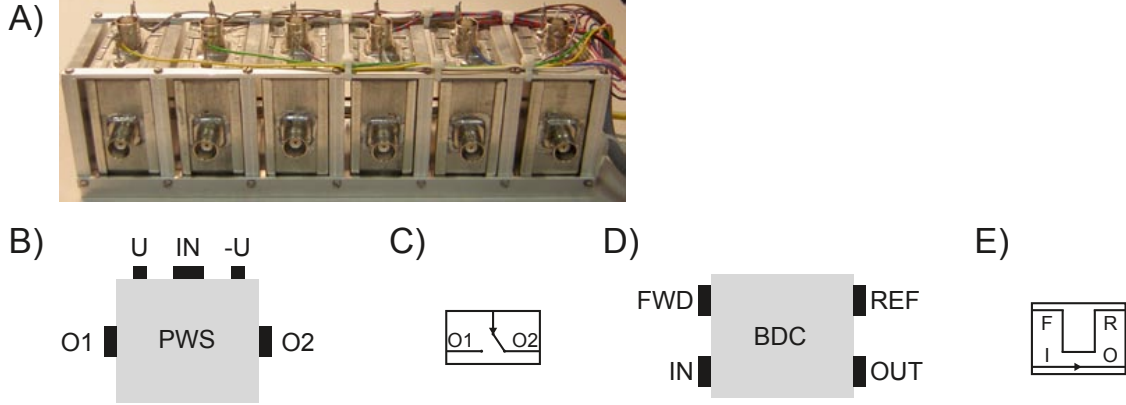 A)
B)
U IN -U
O1 PWS O2
C)
O1 O2
D)
FWD REF
BDC
IN OUT
E)
F R
I O